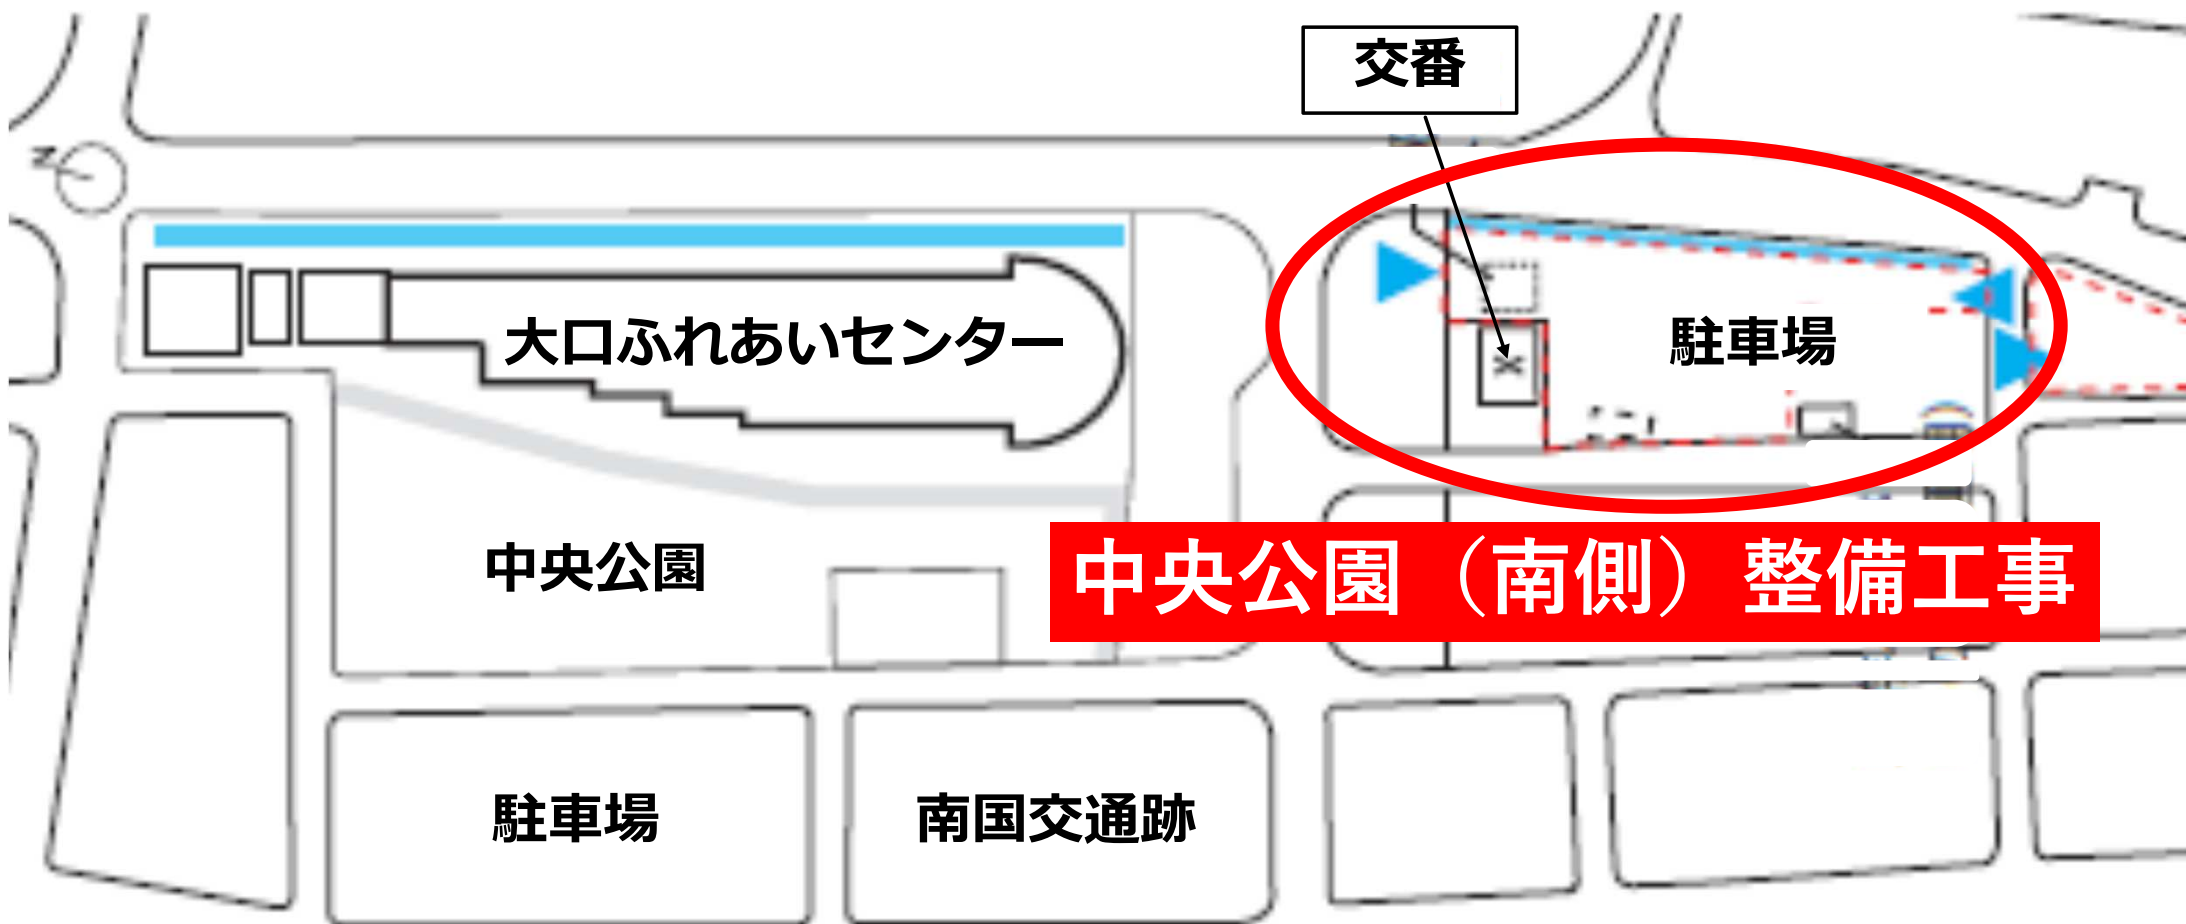 交番
N
大口ふれあいセンター
駐車場
中央公園
中央公園（南側）整備工事
駐車場
南国交通跡